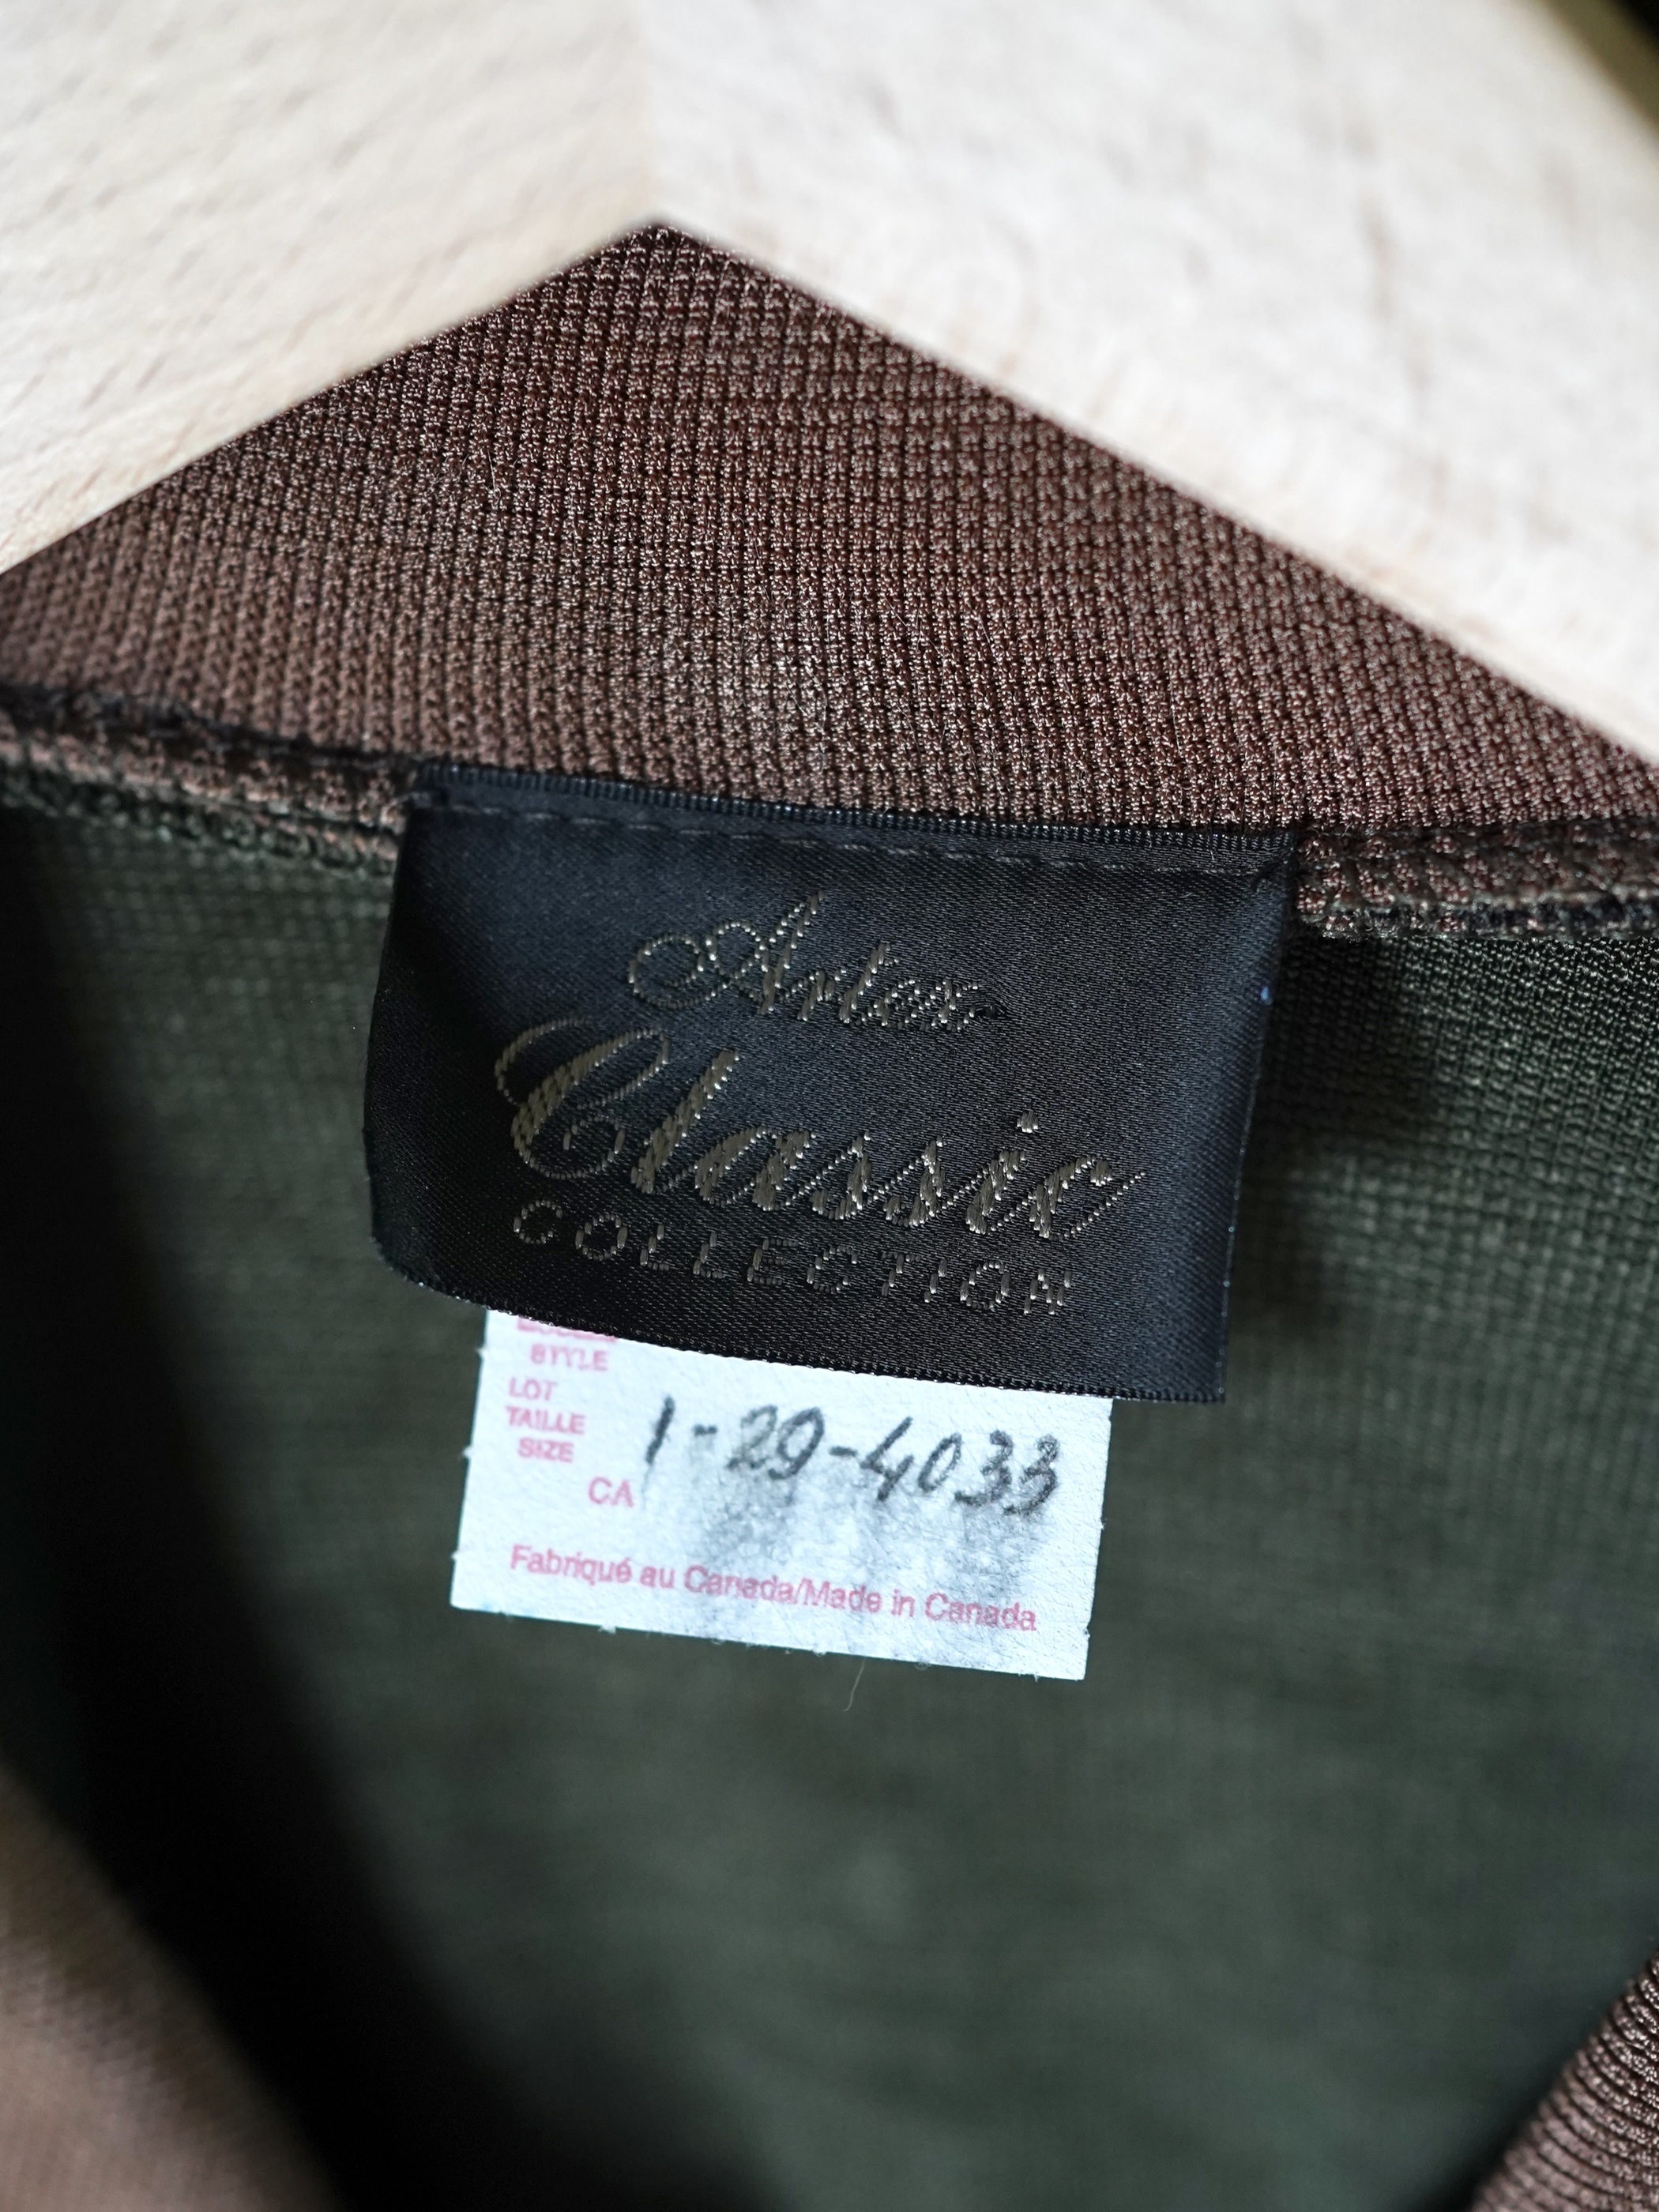 Artex
Classic
COLLECTION
STYLE
LOT
TAILLE
SIZE
1-29-4033
CA
Fabriqué au Canada/Made in Canada